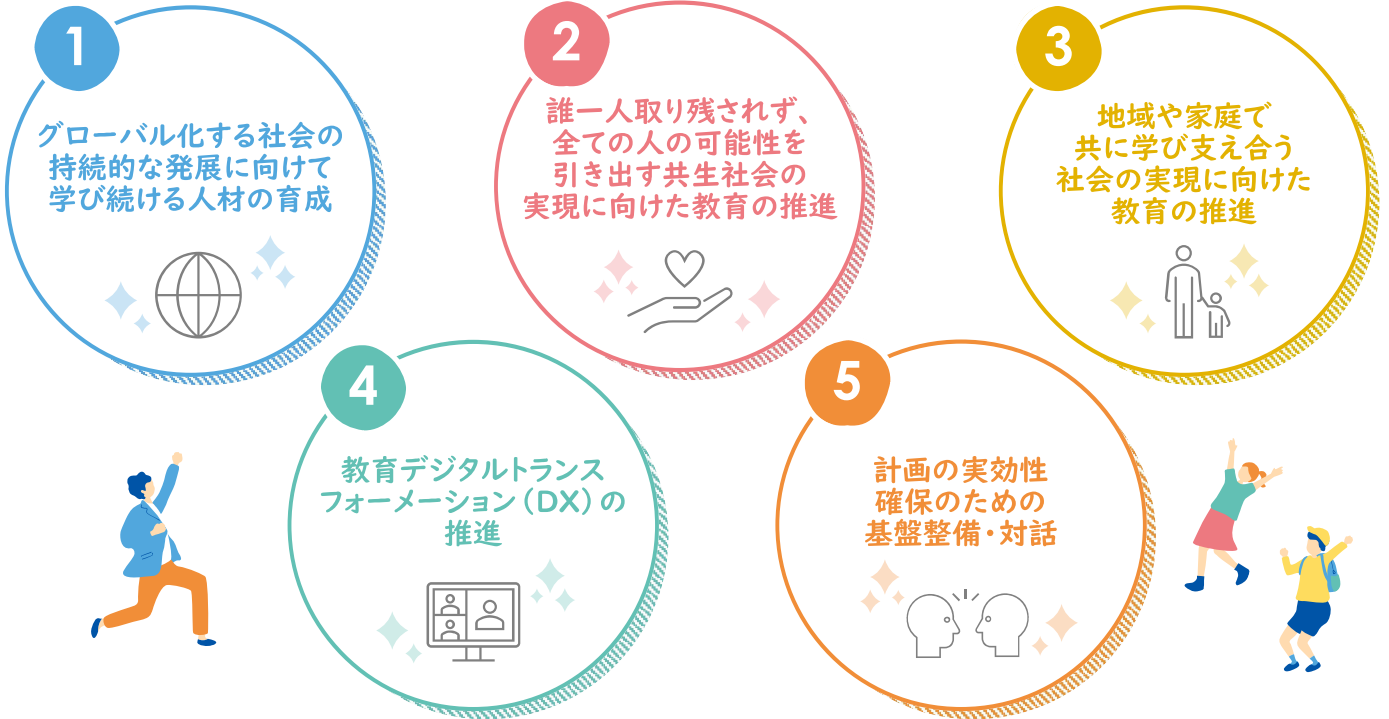 1
グローバル化する社会の
持続的な発展に向けて
学び続ける人材の育成
2
誰一人取り残されず、
全ての人の可能性を
引き出す共生社会の
実現に向けた教育の推進
3
地域や家庭で
共に学び支え合う
社会の実現に向けた
教育の推進
4
教育デジタルトランス
フォーメーション（DX）の
推進
5
計画の実効性
確保のための
基盤整備・対話